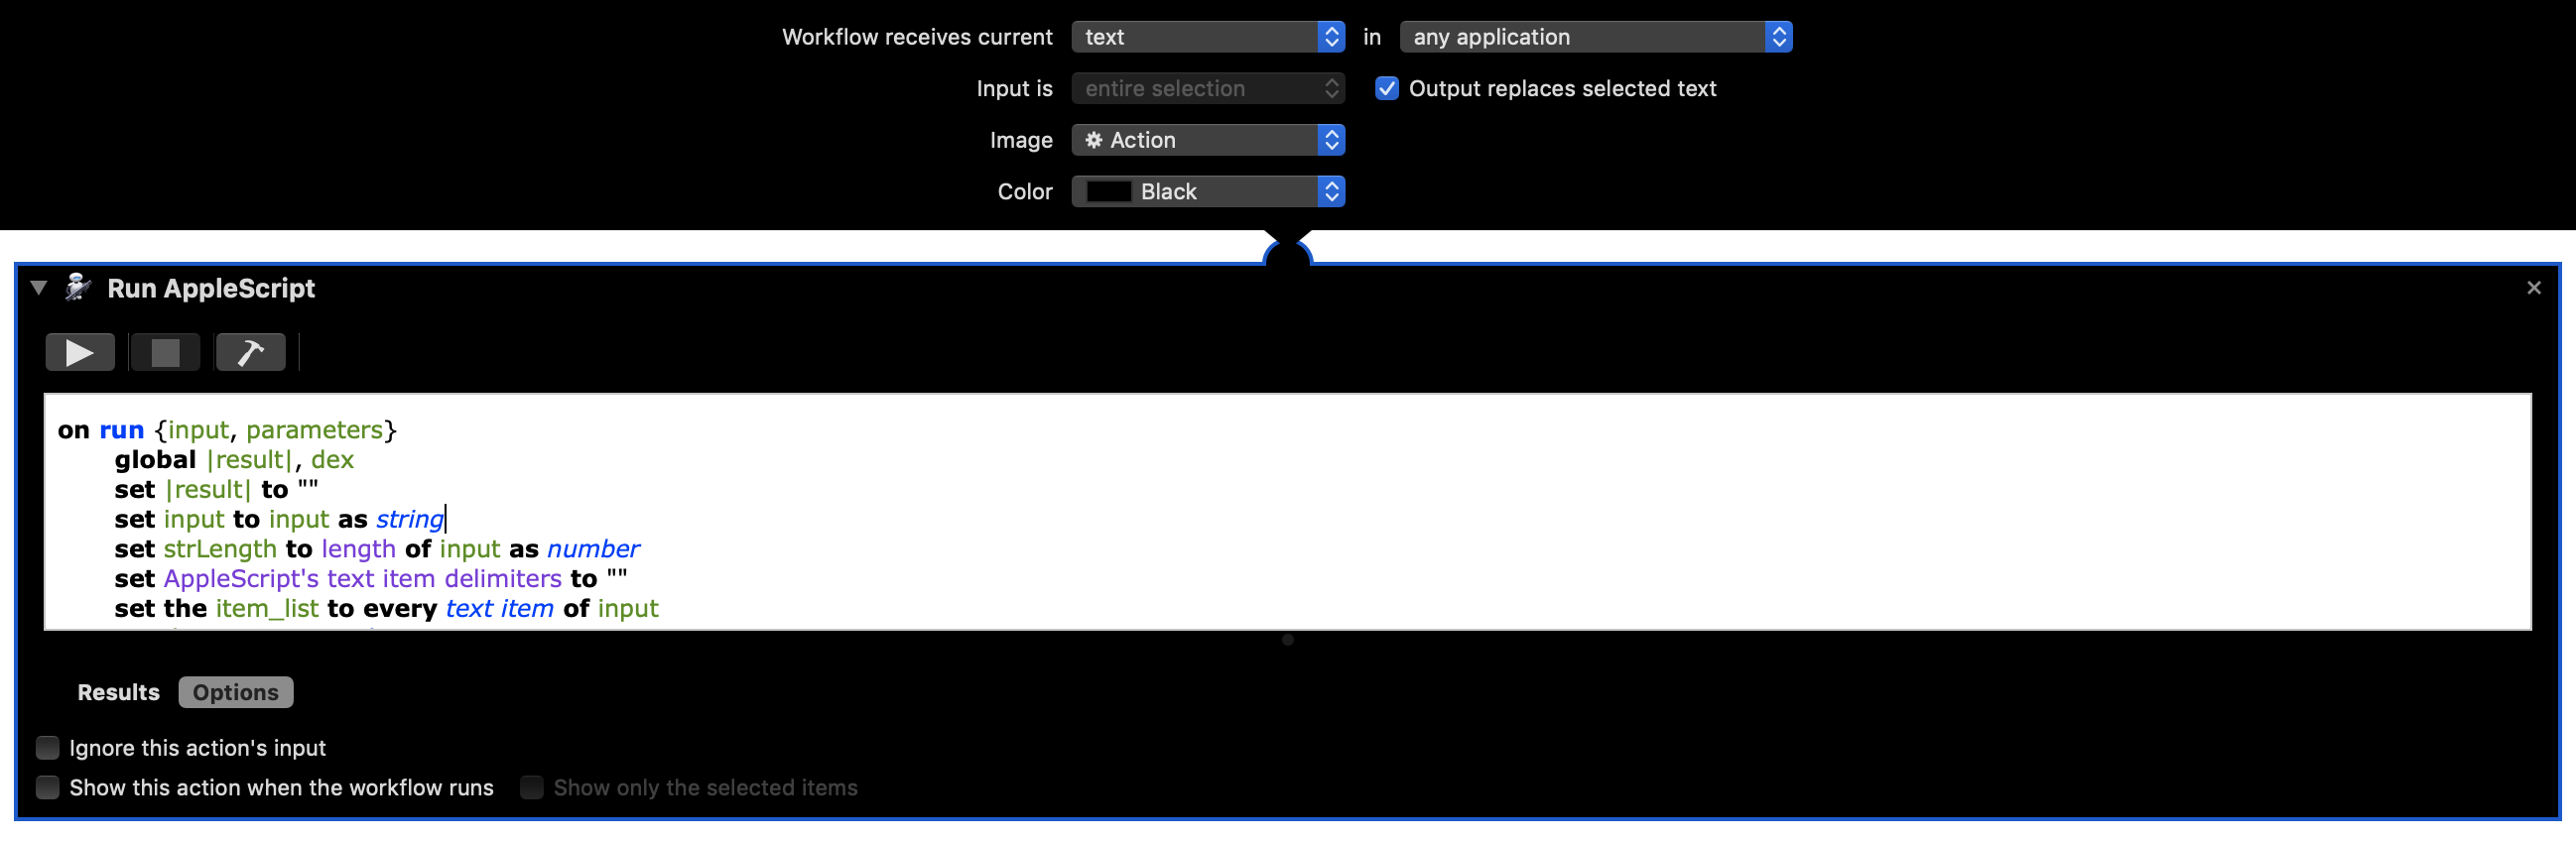 Workflow receives current text in any application
Input is entire selection Output replaces selected text
Image Action
Color Black
Run AppleScript
on run {input, parameters}
global |result|, dex
set |result| to ""
set input to input as string
set strLength to length of input as number
set AppleScript's text item delimiters to ""
set the item_list to every text item of input
Results Options
Ignore this action's input
Show this action when the workflow runs Show only the selected items